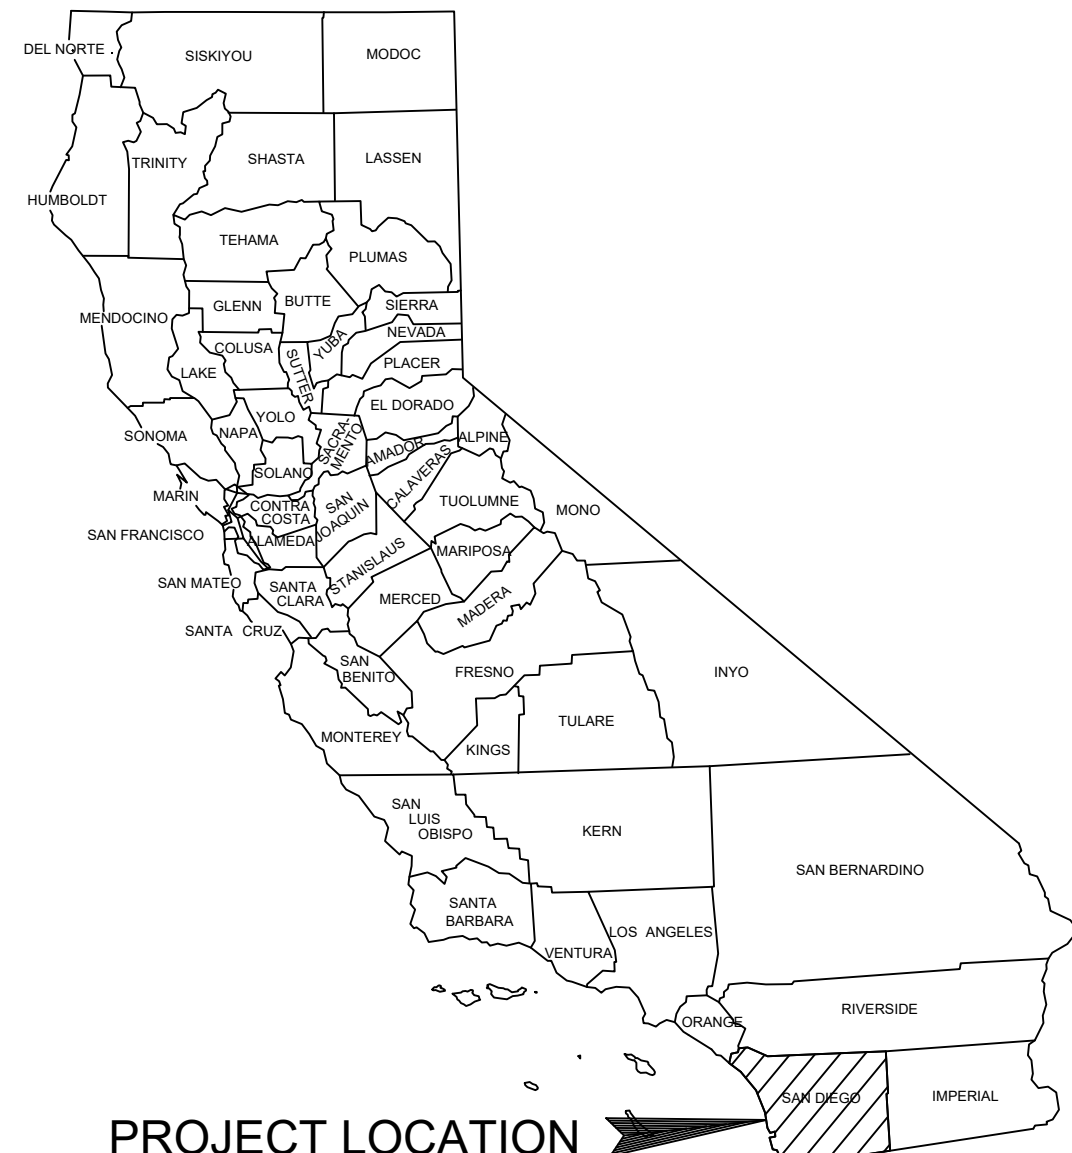 DEL NORTE
SISKIYOU
MODOC
TRINITY
SHASTA
LASSEN
HUMBOLDT
TEHAMA
PLUMAS
MENDOCINO
GLENN
BUTTE
SIERRA
NEVADA
YUBA
COLUSA
SUTTER
PLACER
LAKE
EL DORADO
YOLO
SONOMA
NAPA
SACRA-
MENTO
ALPINE
AMADOR
SOLANO
CALAVERAS
MARIN
CONTRA
COSTA
SAN
JOAQUIN
TUOLUMNE
MONO
SAN FRANCISCO
ALAMEDA
STANISLAUS
MARIPOSA
SAN MATEO
SANTA
CLARA
MERCED
MADERA
SANTA CRUZ
SAN
BENITO
FRESNO
INYO
MONTEREY
KINGS
TULARE
SAN
LUIS
OBISPO
KERN
SAN BERNARDINO
SANTA
BARBARA
VENTURA
LOS ANGELES
ORANGE
RIVERSIDE
SAN DIEGO
IMPERIAL
PROJECT LOCATION